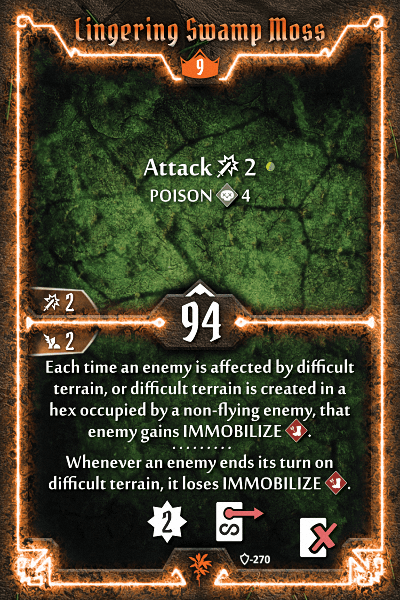 Lingering Swamp Moss
9
Attack 2
POISON 4
2
94
2
Each time an enemy is affected by difficult
terrain, or difficult terrain is created in a
hex occupied by a non-flying enemy, that
enemy gains IMMOBILIZE .
Whenever an enemy ends its turn on
difficult terrain, it loses IMMOBILIZE .
2
-270